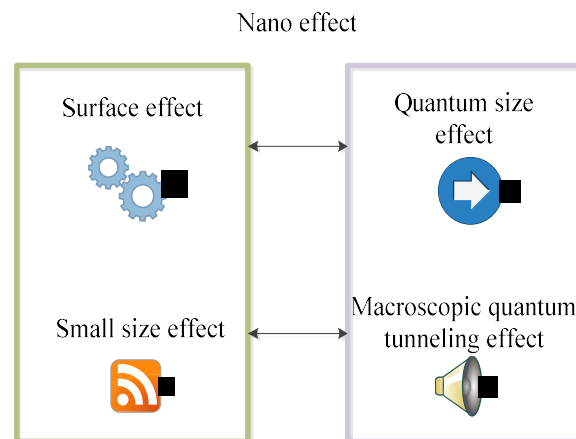 Nano effect
Surface effect
Quantum size
effect
Small size effect
Macroscopic quantum
tunneling effect